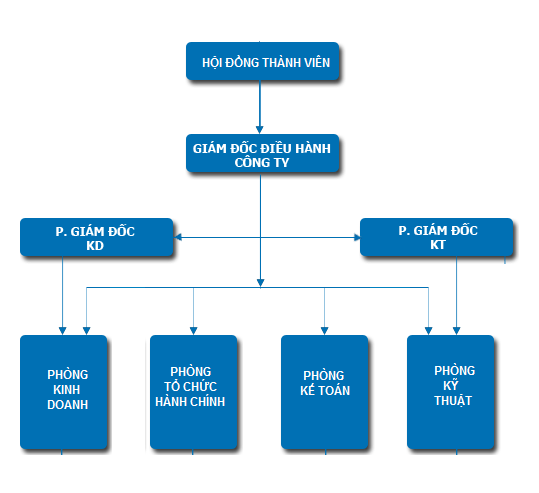 HỘI ĐỒNG THÀNH VIÊN
GIÁM ĐỐC ĐIỀU HÀNH
CÔNG TY
P. GIÁM ĐỐC
KD
P. GIÁM ĐỐC
KT
PHÒNG
KINH
DOANH
PHÒNG
TỔ CHỨC
HÀNH CHÍNH
PHÒNG
KÉ TOÁN
PHÒNG
KỸ
THUẬT